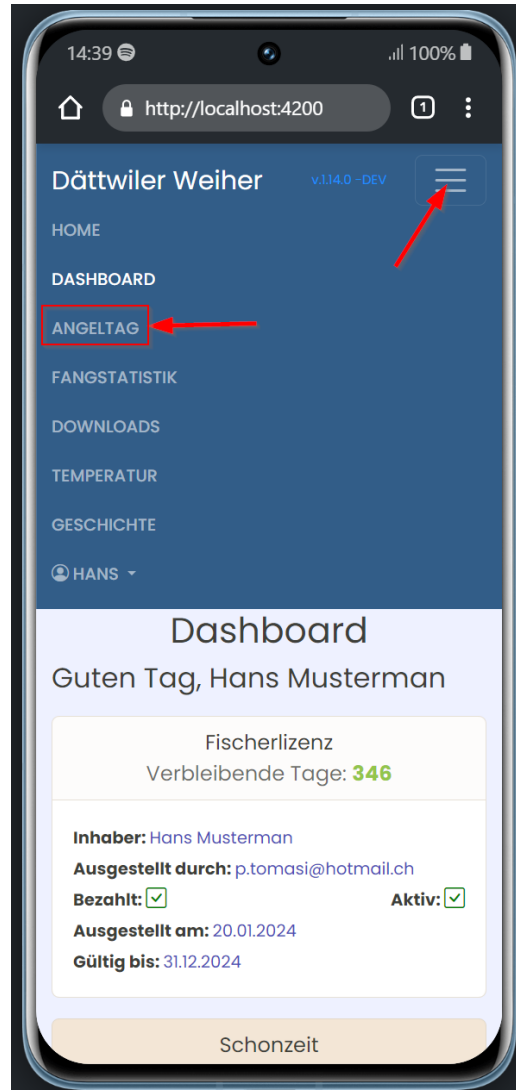 14:39 100%
http://localhost:4200 1
Dättwiler Weiher v.1.14.0 -DEV
HOME
DASHBOARD
ANGELTAG
FANGSTATISTIK
DOWNLOADS
TEMPERATUR
GESCHICHTE
HANS
Dashboard
Guten Tag, Hans Musterman
Fischerlizenz
Verbleibende Tage: 346
Inhaber: Hans Musterman
Ausgestellt durch: p.tomasi@hotmail.ch
Bezahlt: Aktiv:
Ausgestellt am: 20.01.2024
Gültig bis: 31.12.2024
Schonzeit